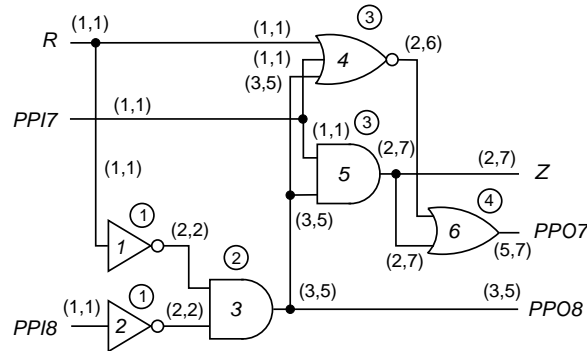 (1,1) (1,1) 3 (2,6)
R (1,1) 4
(3,5)
PPI7 (1,1) 3
(1,1) (2,7) (2,7)
(1,1) 5 Z
4
1 (2,2) (3,5) 6 PPO7
1 2 (2,7) (5,7)
(1,1) 1 (2,2) 3 (3,5) (3,5)
PPI8 2 PPO8